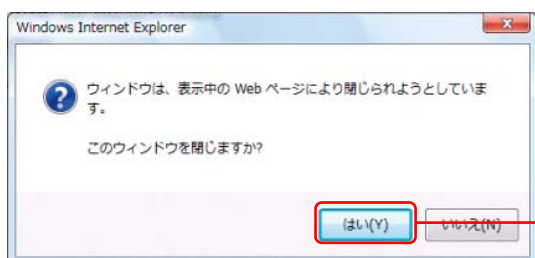 Windows Internet Explorer
ウィンドウは、表示中の Web ページにより閉じられようとしていま
す。
このウィンドウを閉じますか?
はい(Y)
いいえ(N)